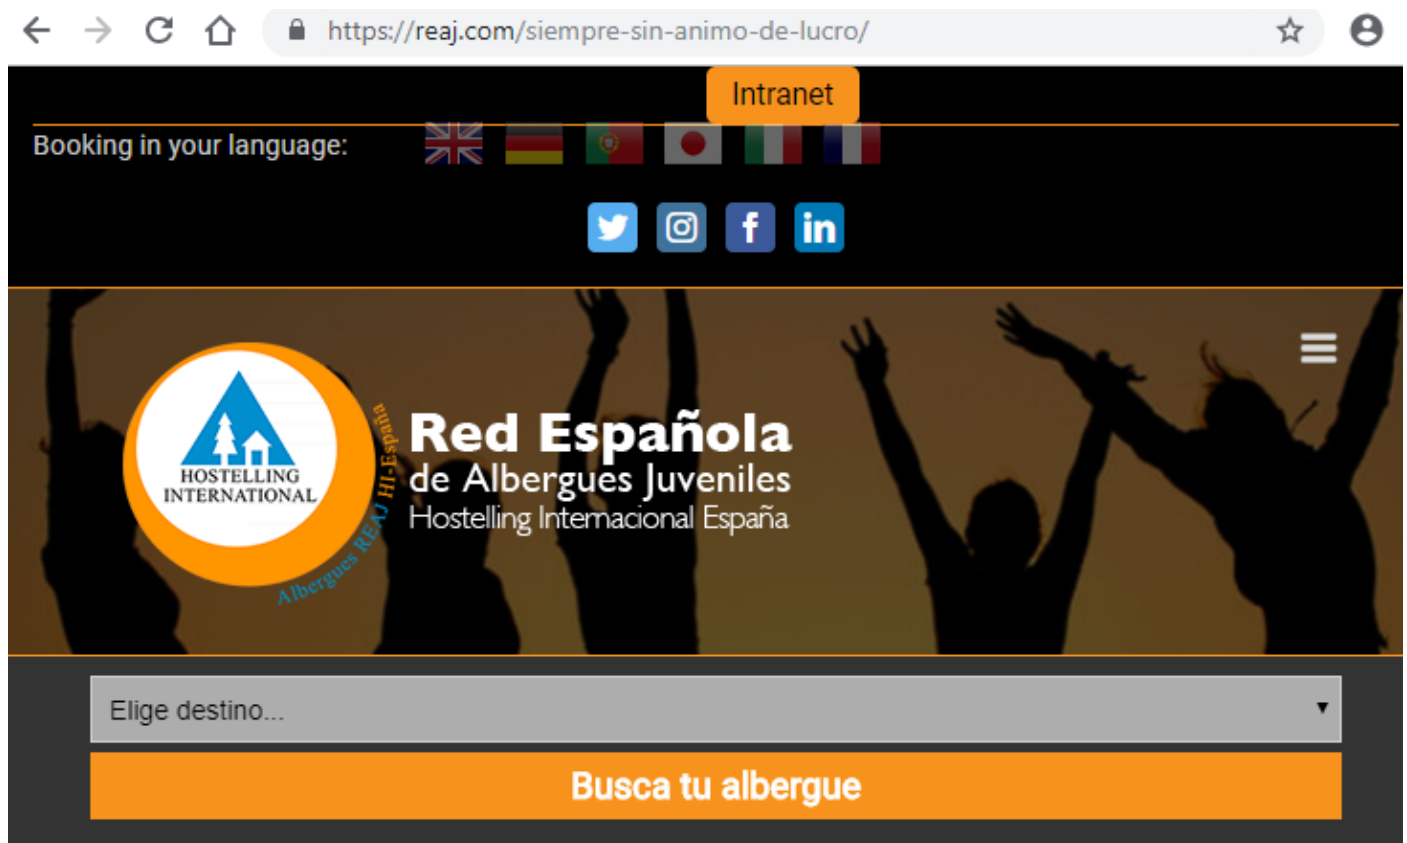 https://reaj.com/siempre-sin-animo-de-lucro/
Intranet
Booking in your language:
HOSTELLING
INTERNATIONAL
Albergues REAJ HI-España
Red Española
de Albergues Juveniles
Hostelling Internacional España
Elige destino...
Busca tu albergue